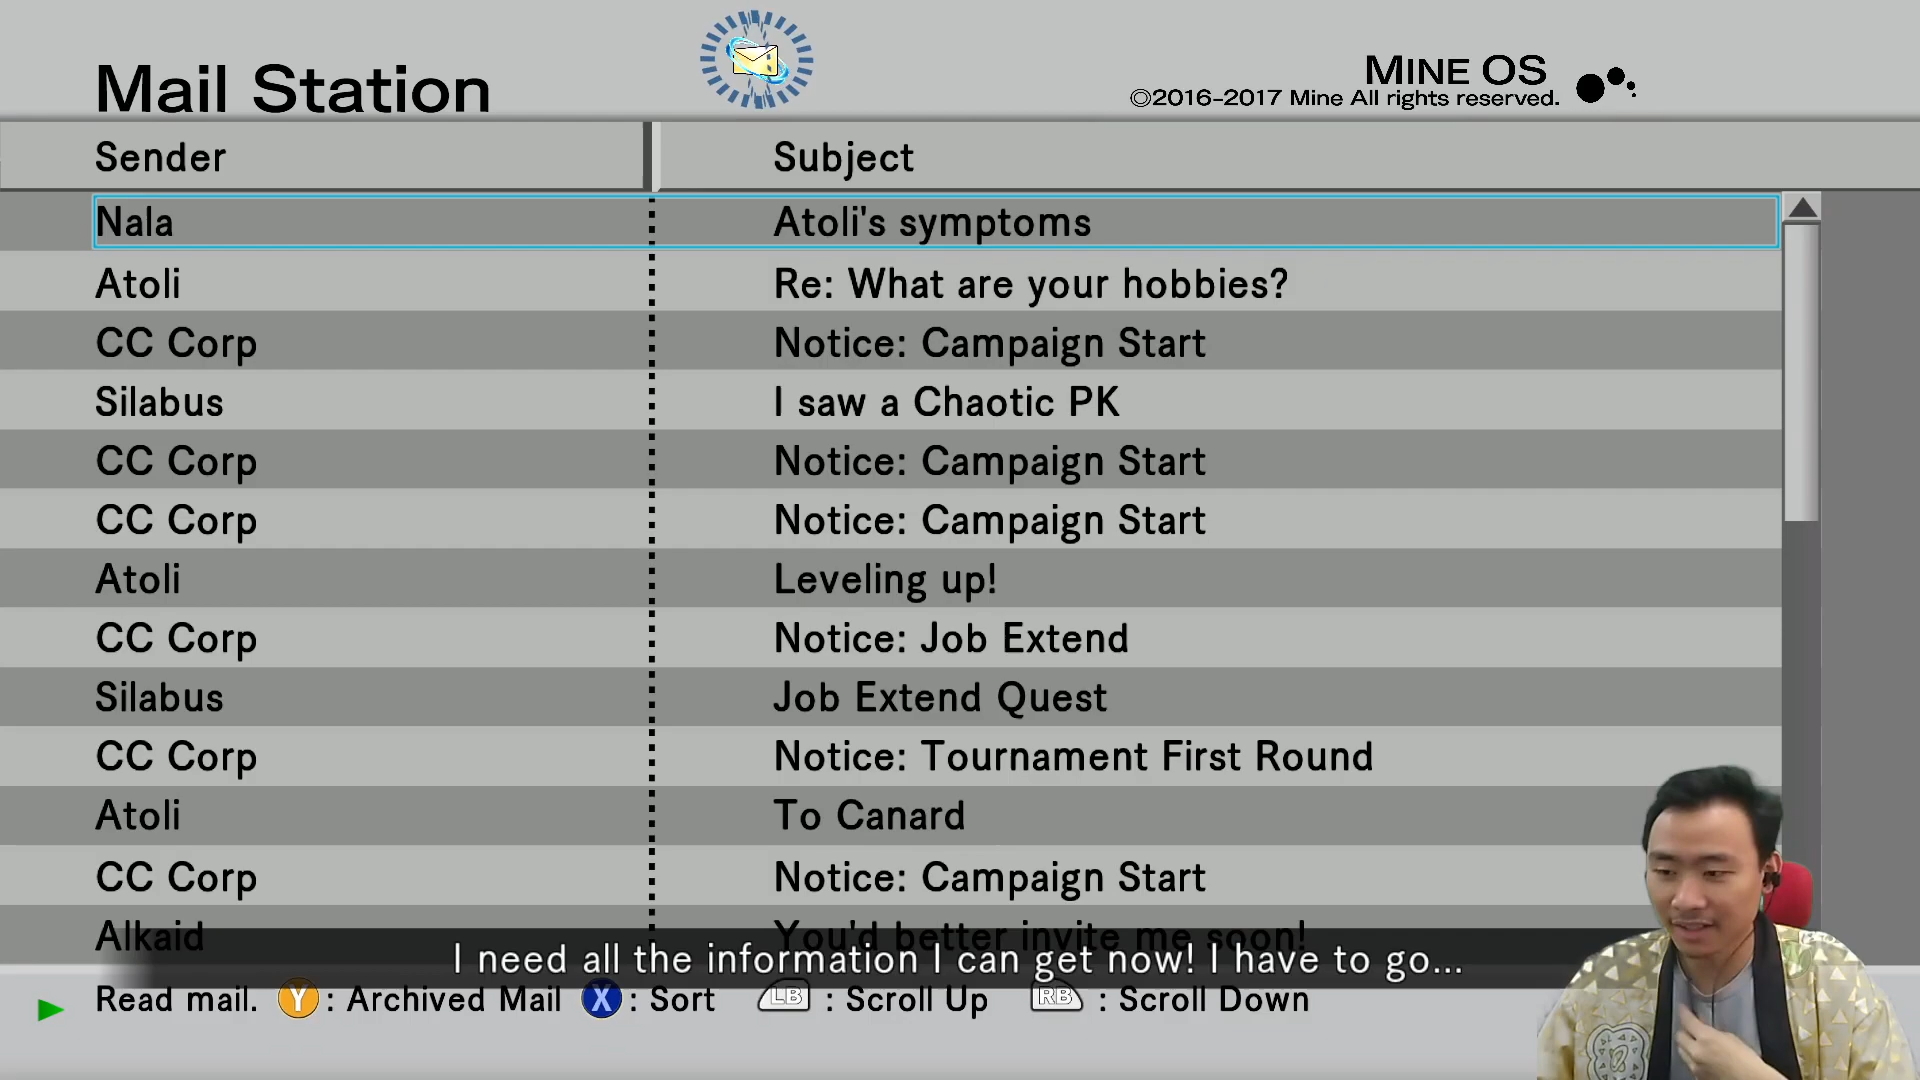 Mail Station
MINE OS
©2016-2017 Mine All rights reserved.
Sender Subject
Nala Atoli's symptoms
Atoli Re: What are your hobbies?
CC Corp Notice: Campaign Start
Silabus I saw a Chaotic PK
CC Corp Notice: Campaign Start
CC Corp Notice: Campaign Start
Atoli Leveling up!
CC Corp Notice: Job Extend
Silabus Job Extend Quest
CC Corp Notice: Tournament First Round
Atoli To Canard
CC Corp Notice: Campaign Start
Alkaid You'd better invite me soon!
I need all the information I can get now! I have to go...
Read mail. Y : Archived Mail X : Sort LB : Scroll Up RB : Scroll Down